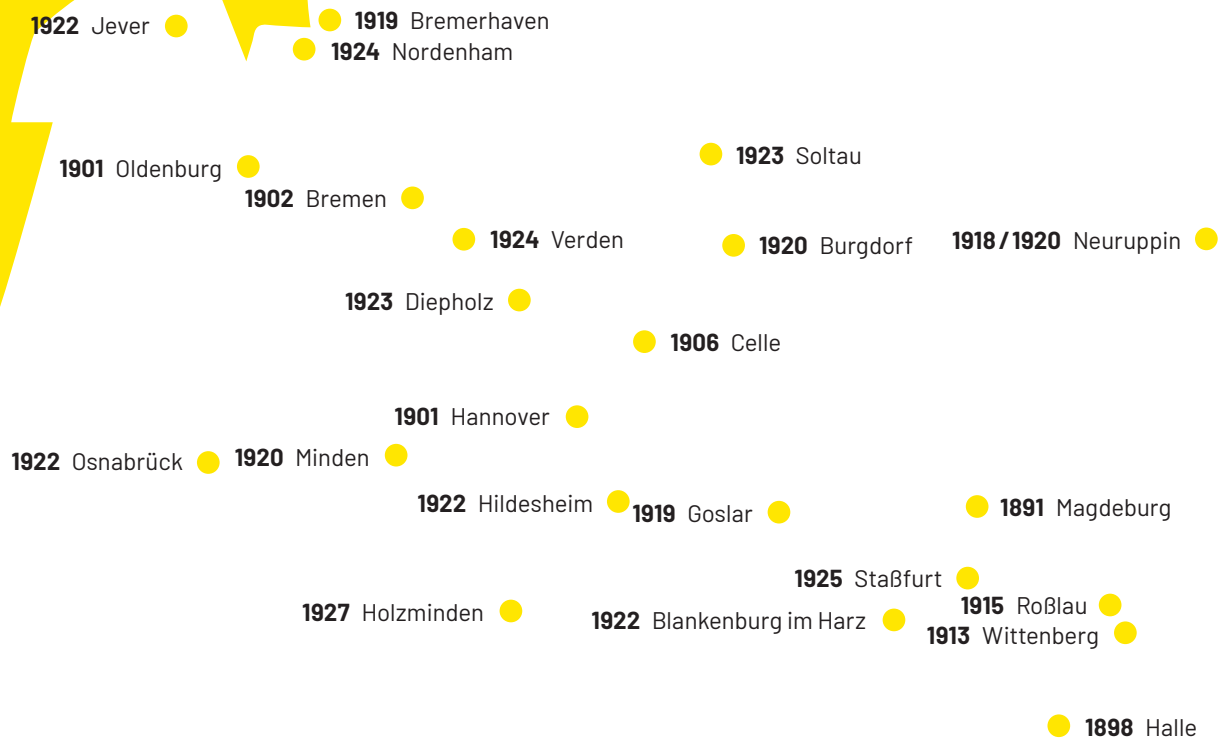 1922 Jever
1919 Bremerhaven
1924 Nordenham
1923 Soltau
1901 Oldenburg
1902 Bremen
1924 Verden
1920 Burgdorf
1918/1920 Neuruppin
1923 Diepholz
1906 Celle
1901 Hannover
1922 Osnabrück
1920 Minden
1922 Hildesheim
1919 Goslar
1891 Magdeburg
1925 Staßfurt
1927 Holzminden
1922 Blankenburg im Harz
1915 Roßlau
1913 Wittenberg
1898 Halle